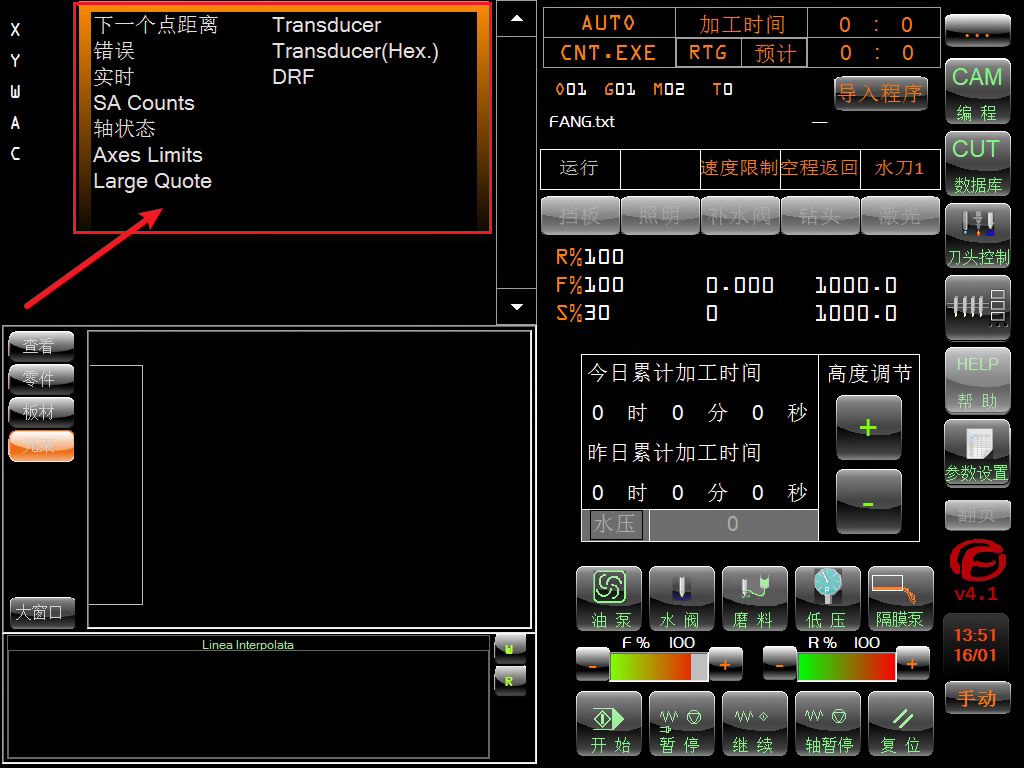 X
Y
W
A
C
下一个点距离 Transducer
错误 Transducer(Hex.)
实时 DRF
SA Counts
轴状态
Axes Limits
Large Quote
AUTO 加工时间 0 : 0
CNT.EXE RTG 预计 0 : 0
O01 G01 M02 T0
导入程序
FANG.txt
运行 速度限制 空程返回 水刀1
挡板 照明 补水阀 钻头 激光
R%100
F%100 0.000 1000.0
S%30 0 1000.0
今日累计加工时间
0 时 0 分 0 秒
昨日累计加工时间
0 时 0 分 0 秒
水压 0
高度调节
+
-
...
CAM
编程
CUT
数据库
刀头控制
HELP
帮助
参数设置
翻页
v4.1
13:51
16/01
手动
查看
零件
板材
光束
大窗口
Linea Interpolata
W
R
油泵 水阀 磨料 低压 隔膜泵
F % 100 R % 100
- + - +
开始 暂停 继续 轴暂停 复位